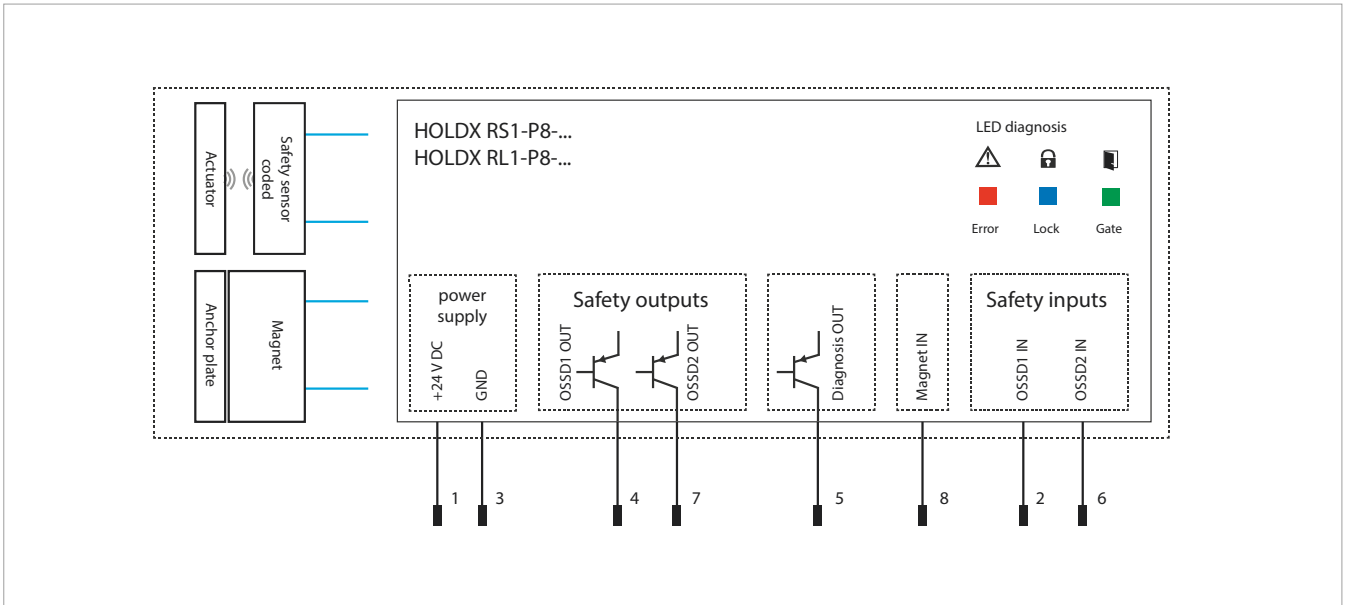 HOLDX RS1-P8-...
HOLDX RL1-P8-...
LED diagnosis
Error
Lock
Gate
Actuator
Safety sensor
coded
Anchor plate
Magnet
power
supply
+24 V DC
GND
Safety outputs
OSSD1 OUT
OSSD2 OUT
Diagnosis OUT
Magnet IN
Safety inputs
OSSD1 IN
OSSD2 IN
1
3
4
7
5
8
2
6